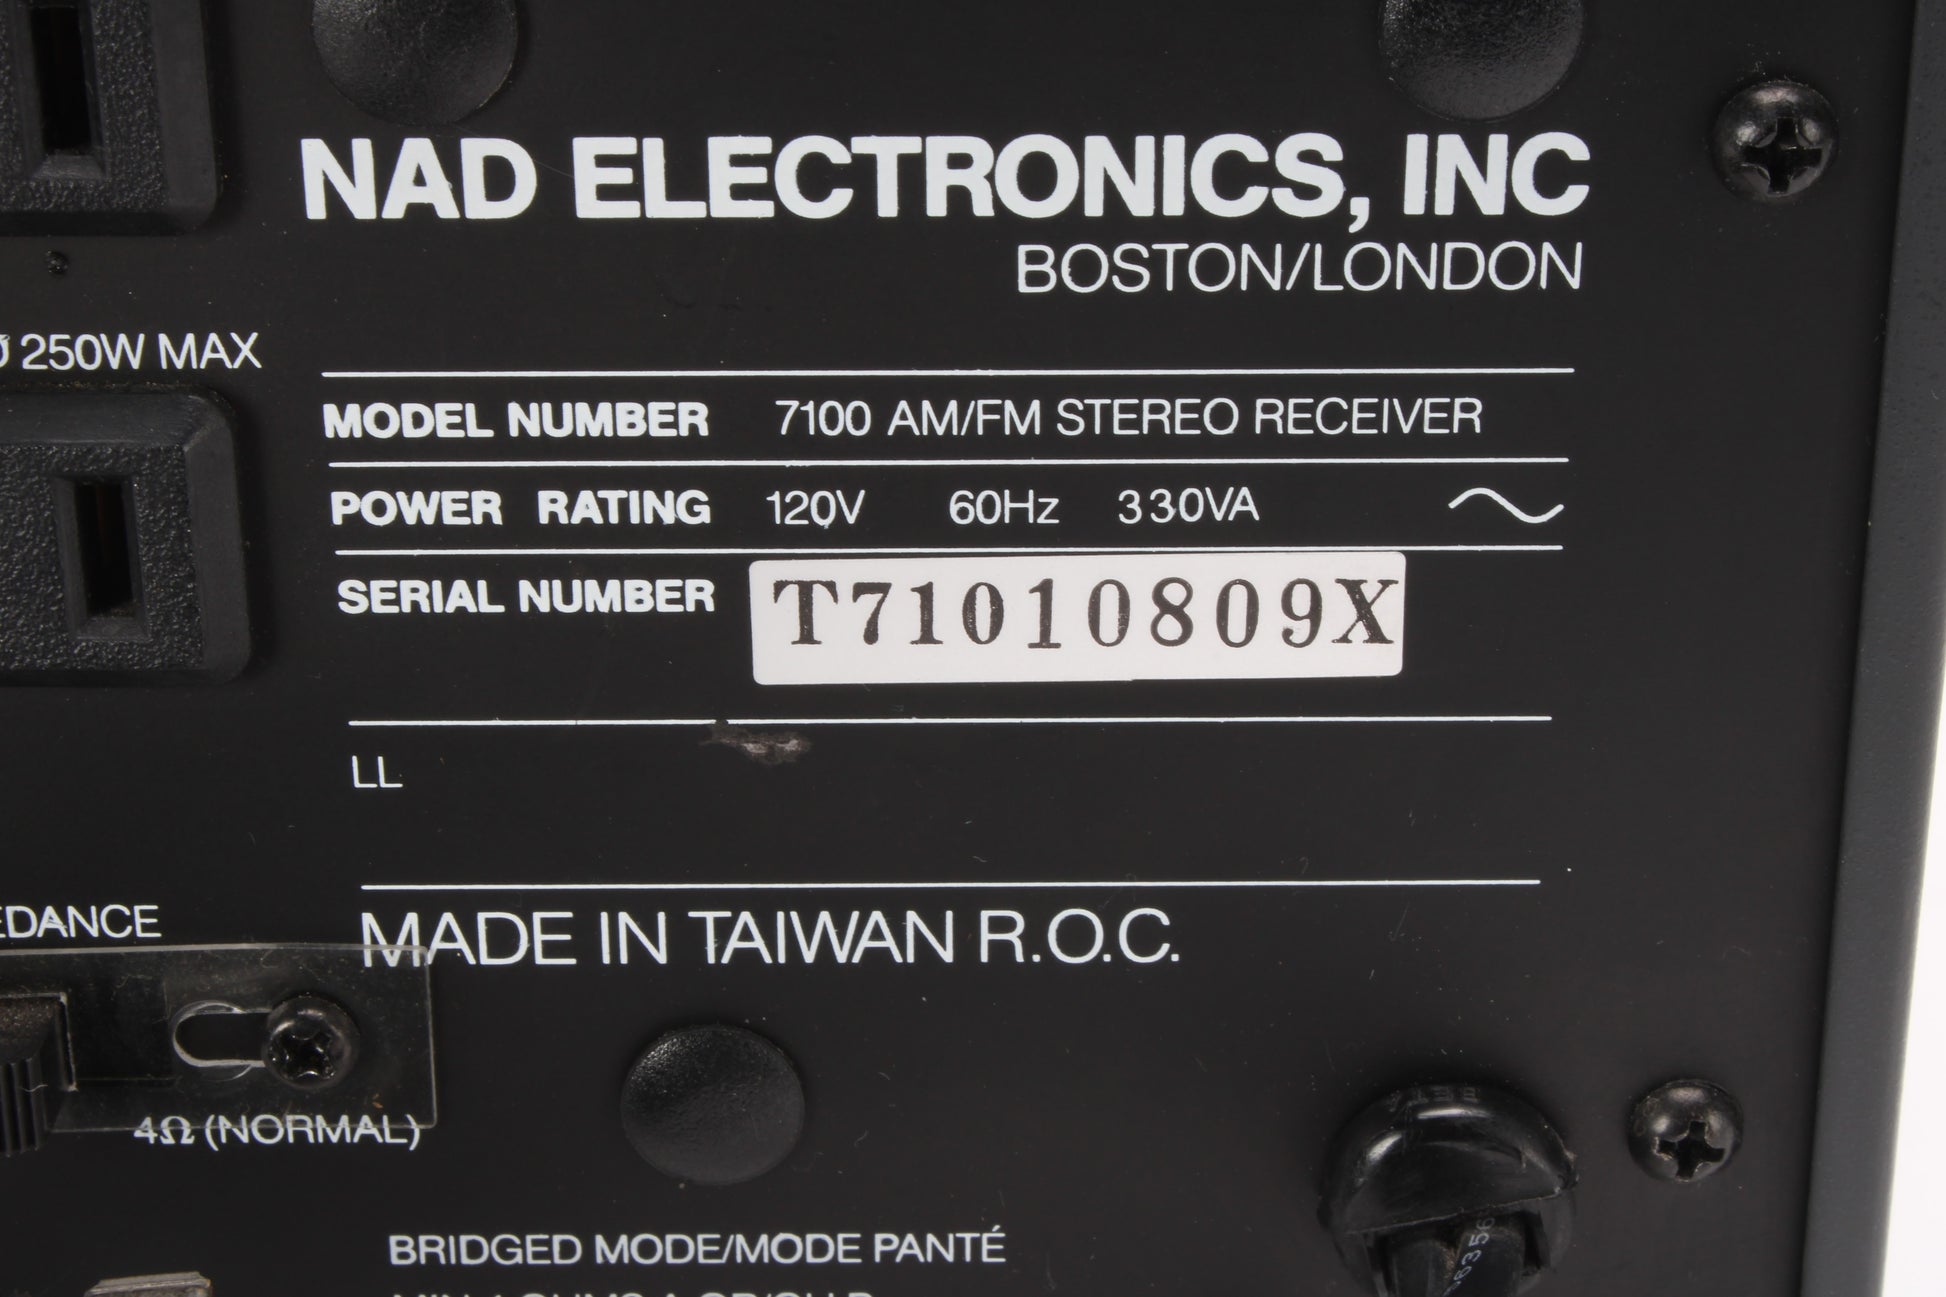 NAD ELECTRONICS, INC
BOSTON/LONDON
250W MAX
MODEL NUMBER 7100 AM/FM STEREO RECEIVER
POWER RATING 120V 60Hz 330VA
SERIAL NUMBER T71010809X
LL
EDANCE
MADE IN TAIWAN R.O.C.
4Ω (NORMAL)
BRIDGED MODE/MODE PANTÉ